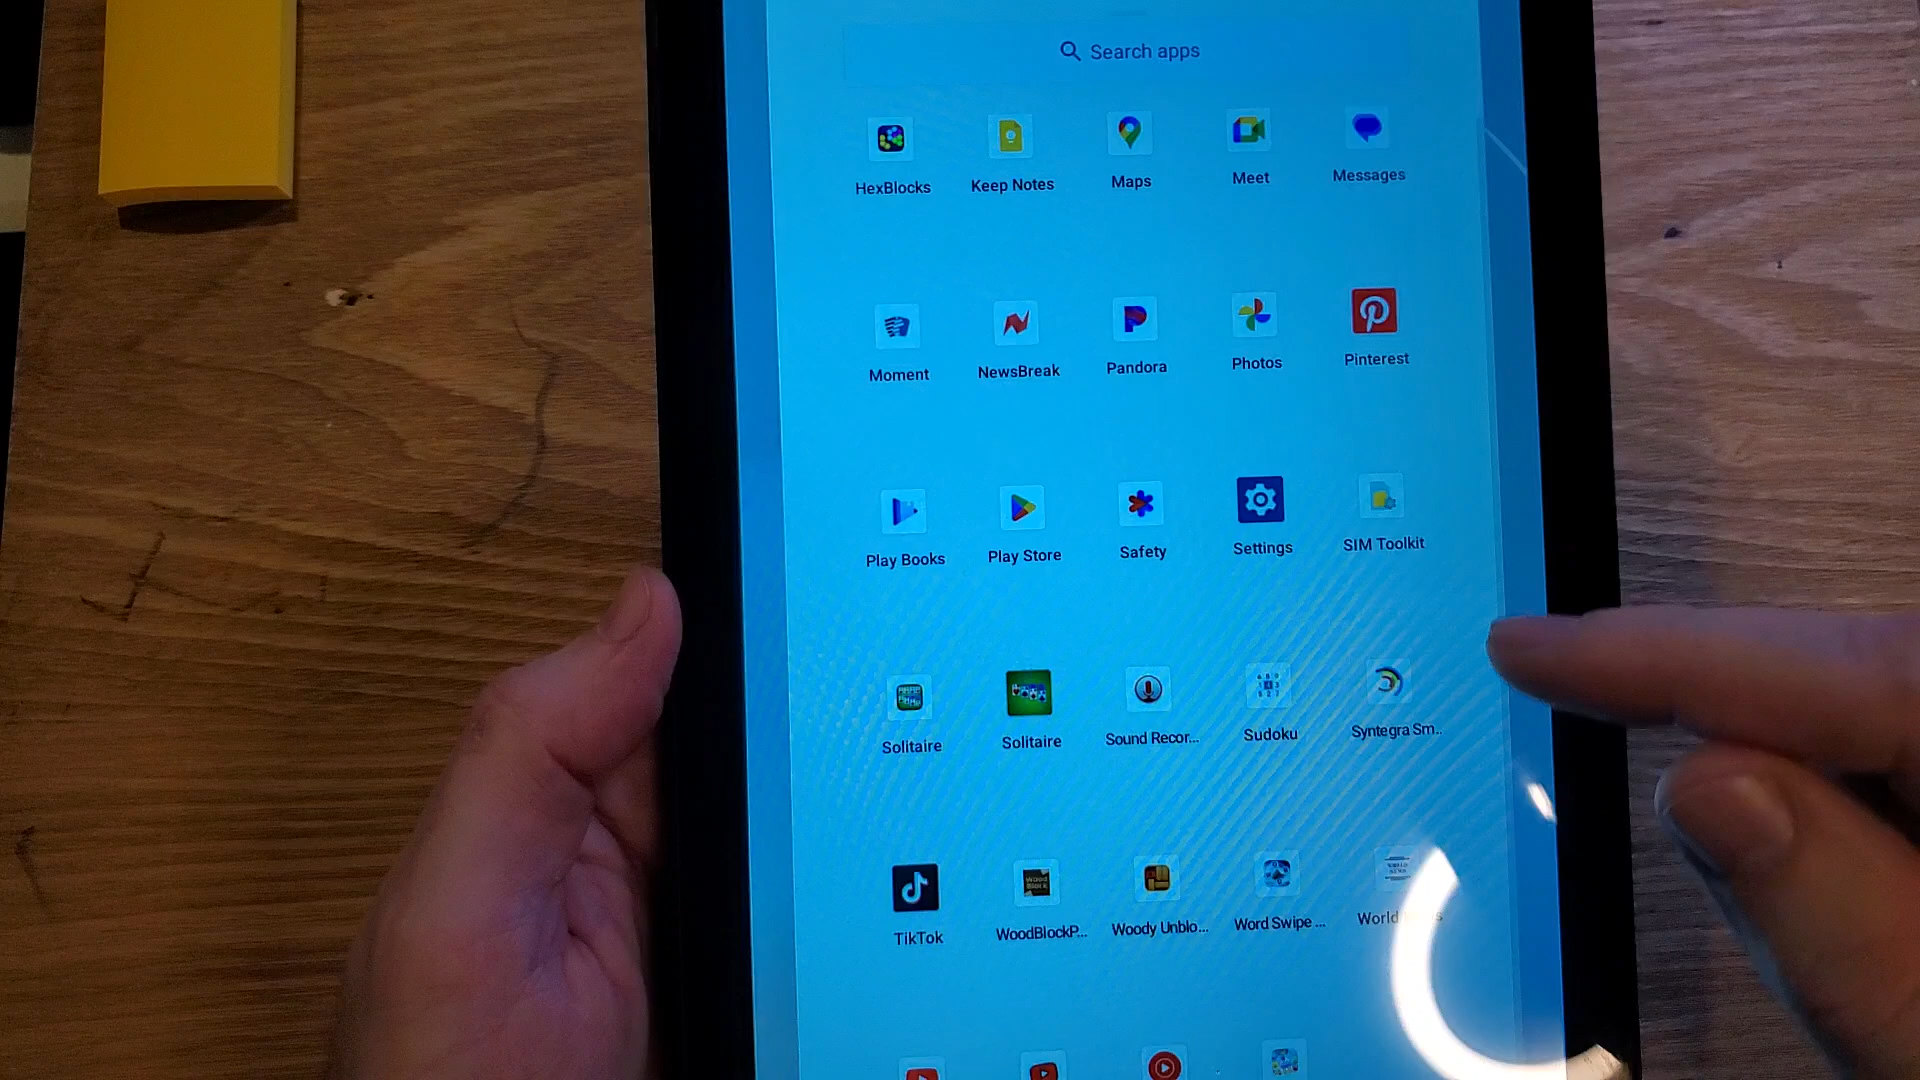 Search apps
HexBlocks Keep Notes Maps Meet Messages
Moment NewsBreak Pandora Photos Pinterest
Play Books Play Store Safety Settings SIM Toolkit
Solitaire Solitaire Sound Recor... Sudoku Syntegra Sm..
TikTok WoodBlockP... Woody Unblo... Word Swipe ... World